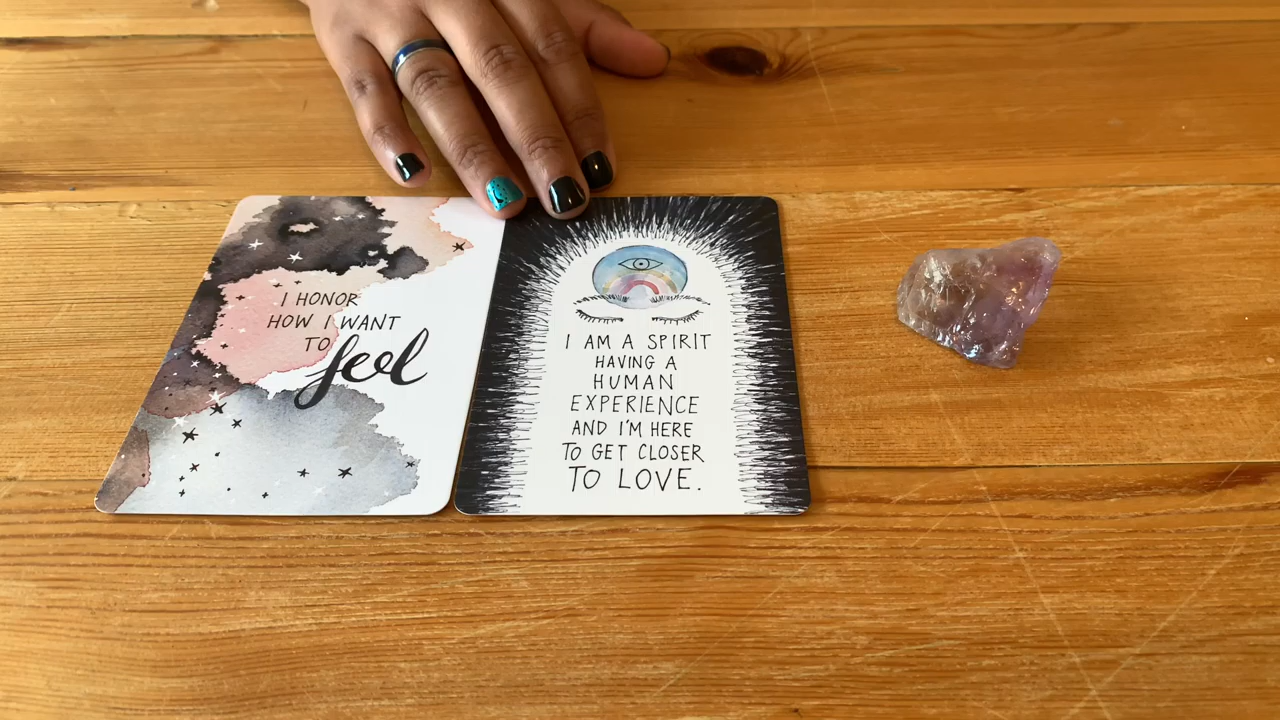 I HONOR
HOW I WANT
TO feel
I AM A SPIRIT
HAVING A
HUMAN
EXPERIENCE
AND I'M HERE
TO GET CLOSER
TO LOVE.